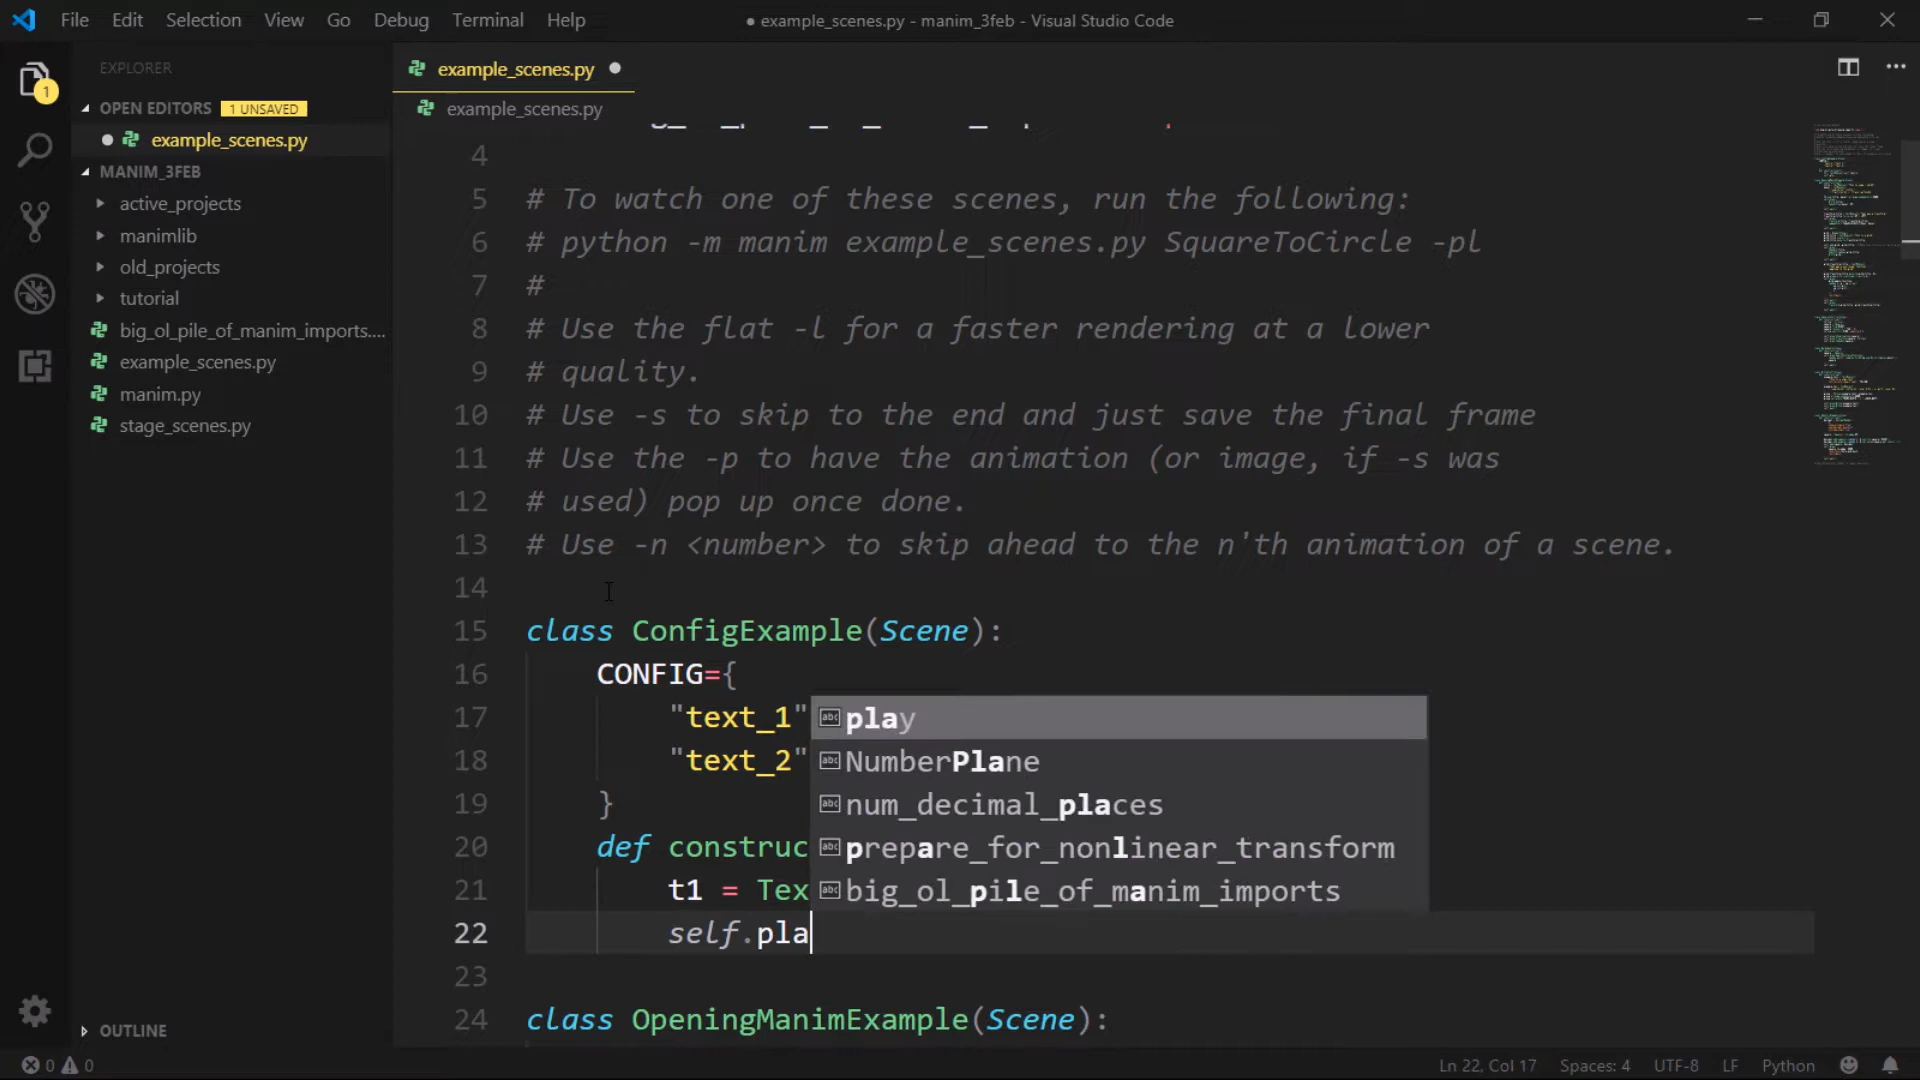 File Edit Selection View Go Debug Terminal Help
● example_scenes.py - manim_3feb - Visual Studio Code
EXPLORER
OPEN EDITORS 1 UNSAVED
example_scenes.py
MANIM_3FEB
active_projects
manimlib
old_projects
tutorial
big_ol_pile_of_manim_imports....
example_scenes.py
manim.py
stage_scenes.py
OUTLINE
1
example_scenes.py
example_scenes.py
4
5 # To watch one of these scenes, run the following:
6 # python -m manim example_scenes.py SquareToCircle -pl
7 #
8 # Use the flat -l for a faster rendering at a lower
9 # quality.
10 # Use -s to skip to the end and just save the final frame
11 # Use the -p to have the animation (or image, if -s was
12 # used) pop up once done.
13 # Use -n <number> to skip ahead to the n'th animation of a scene.
14
15 class ConfigExample(Scene):
16 CONFIG={
17 "text_1"
18 "text_2"
19 }
20 def construc
21 t1 = Tex
22 self.pla
23
24 class OpeningManimExample(Scene):
play
NumberPlane
num_decimal_places
prepare_for_nonlinear_transform
big_ol_pile_of_manim_imports
0 0
Ln 22, Col 17 Spaces: 4 UTF-8 LF Python